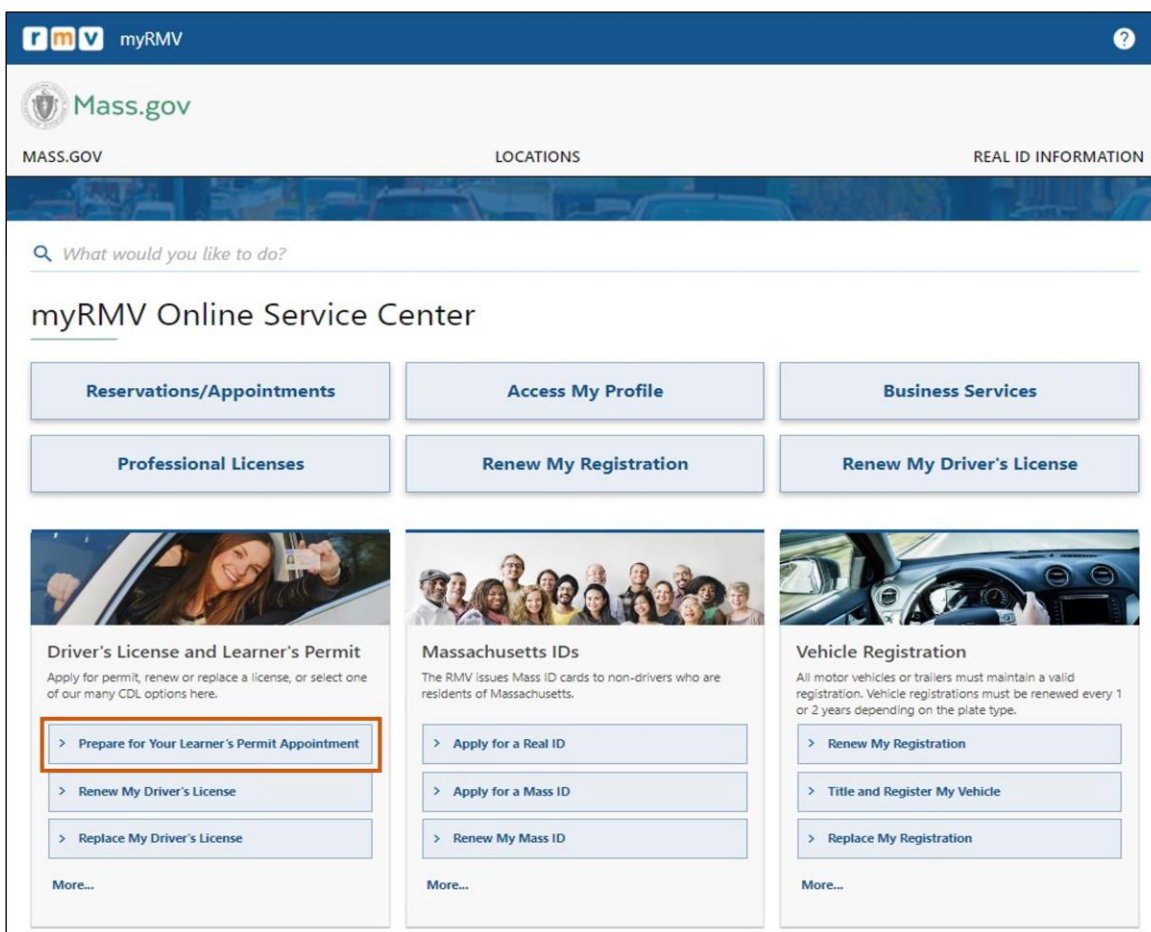 rmv myRMV ?
Mass.gov
MASS.GOV LOCATIONS REAL ID INFORMATION
What would you like to do?
myRMV Online Service Center
Reservations/Appointments Access My Profile Business Services
Professional Licenses Renew My Registration Renew My Driver's License
Driver's License and Learner's Permit
Apply for permit, renew or replace a license, or select one
of our many CDL options here.
> Prepare for Your Learner's Permit Appointment
> Renew My Driver's License
> Replace My Driver's License
More...
Massachusetts IDs
The RMV issues Mass ID cards to non-drivers who are
residents of Massachusetts.
> Apply for a Real ID
> Apply for a Mass ID
> Renew My Mass ID
More...
Vehicle Registration
All motor vehicles or trailers must maintain a valid
registration. Vehicle registrations must be renewed every 1
or 2 years depending on the plate type.
> Renew My Registration
> Title and Register My Vehicle
> Replace My Registration
More...